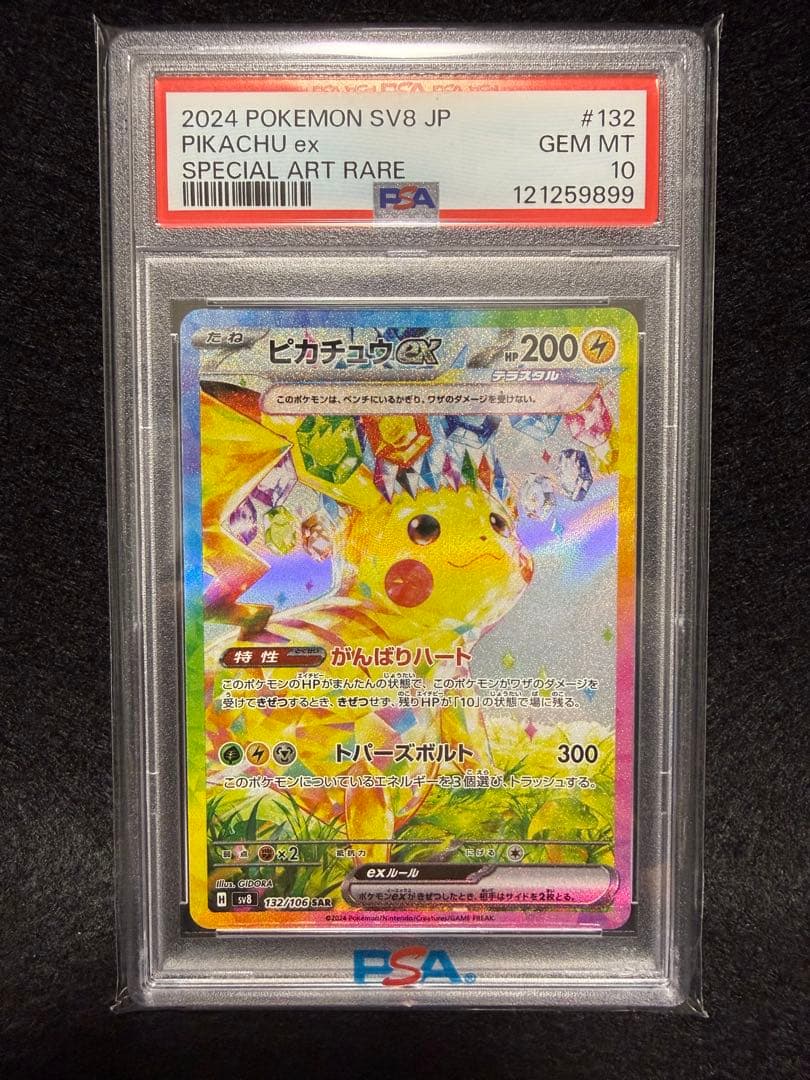 2024 POKEMON SV8 JP #132
PIKACHU ex GEM MT
SPECIAL ART RARE 10
PSA 121259899
たね ピカチュウex HP200
テラスタル
このポケモンは、ベンチにいるかぎり、ワザのダメージを受けない。
特性 がんばりハート
このポケモンのHPがまんたんの状態で、このポケモンがワザのダメージを
受けてきぜつするとき、きぜつせず、残りHPが「10」の状態で場に残る。
トパーズボルト 300
このポケモンについているエネルギーを3個選び、トラッシュする。
弱点 ×2 抵抗力 にげる
exルール
ポケモンexがきぜつしたとき、相手はサイドを2枚とる。
Illus. GIDORA
H sv8 132/106 SAR
©2024 Pokémon/Nintendo/Creatures/GAME FREAK.
PSA®